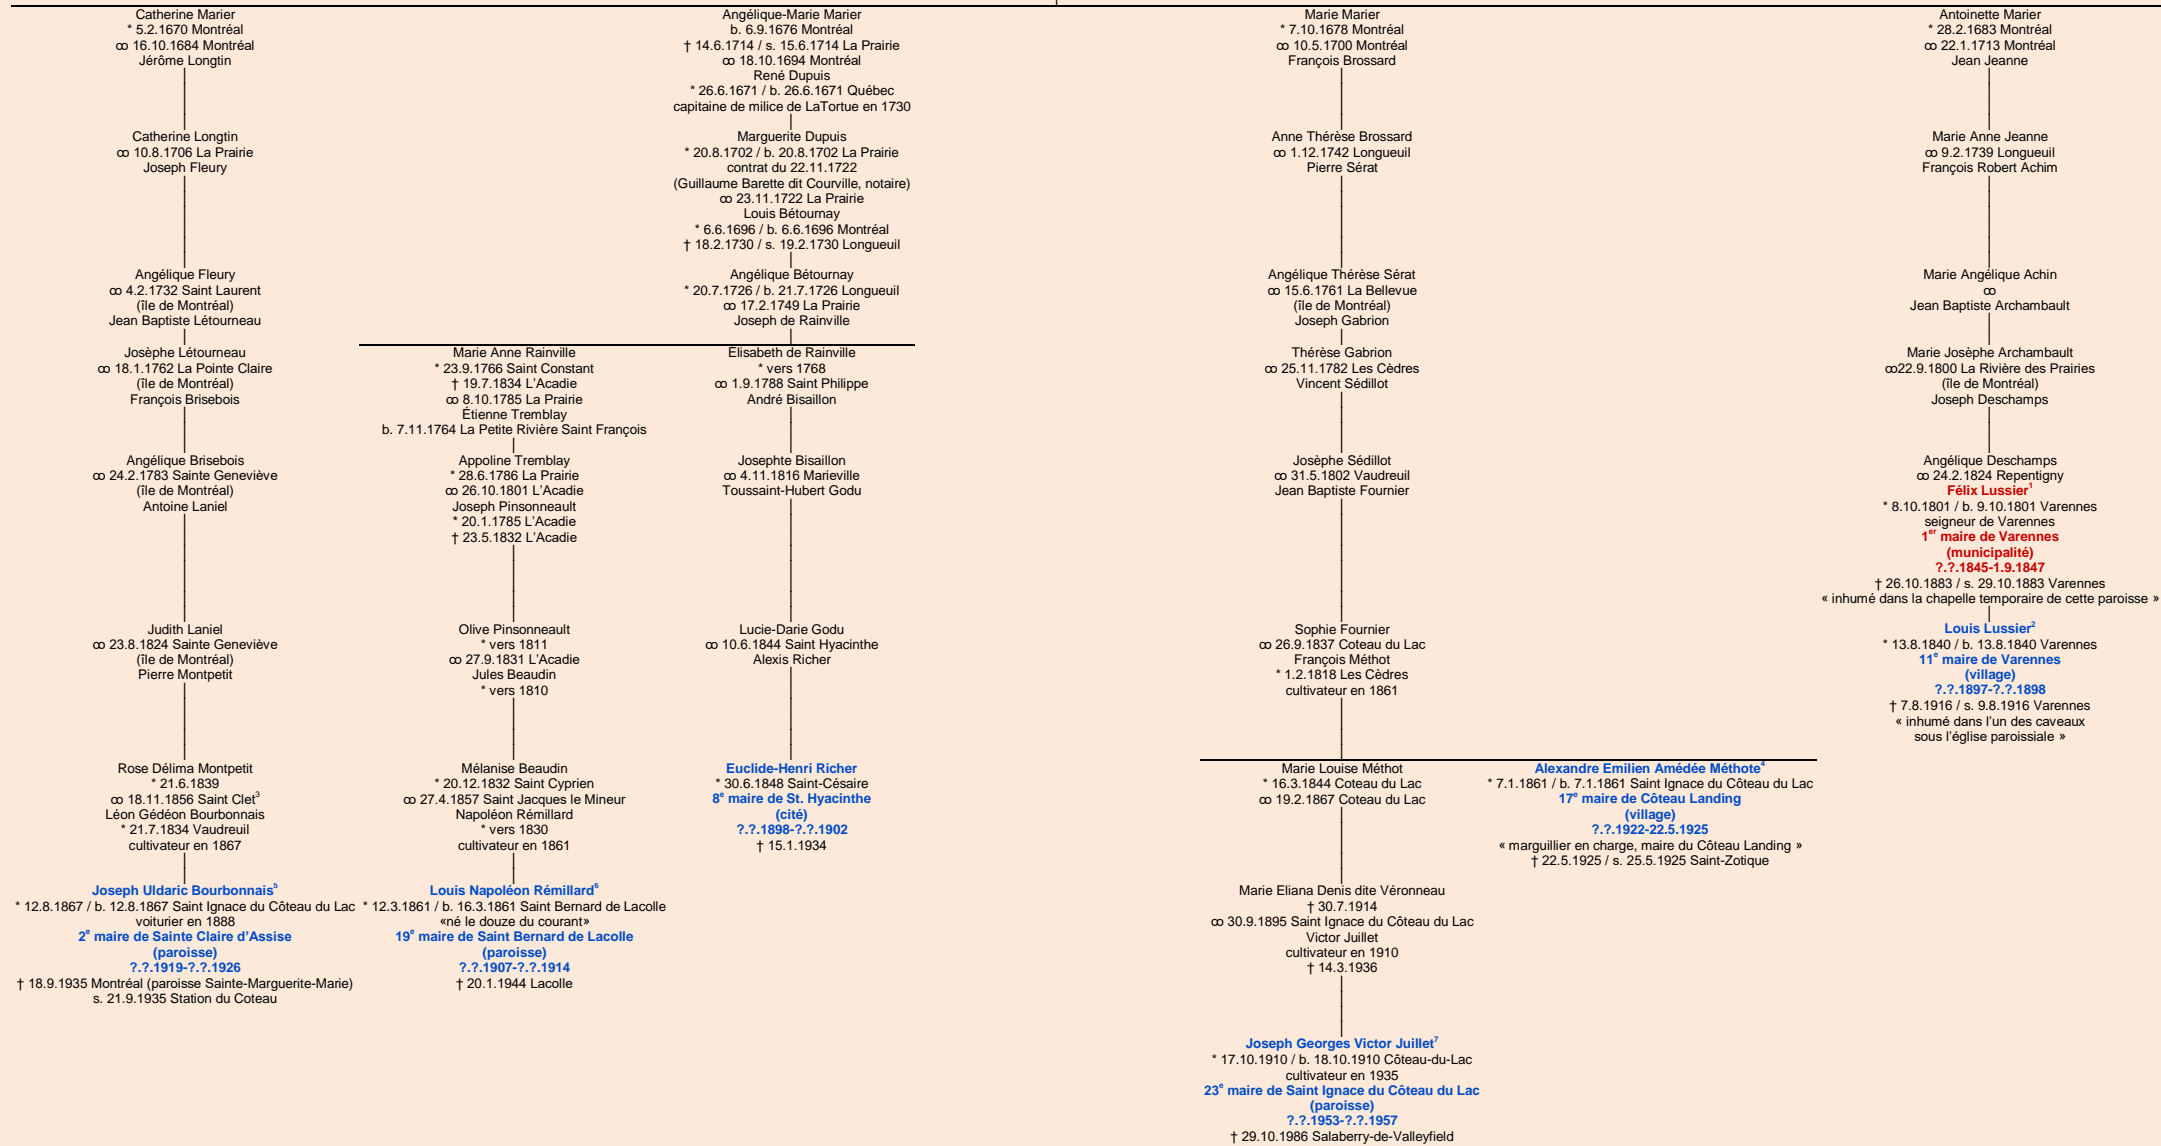 Catherine Marier
* 5.2.1670 Montréal
ꝏ 16.10.1684 Montréal
Jérôme Longtin
Catherine Longtin
ꝏ 10.8.1706 La Prairie
Joseph Fleury
Angélique Fleury
ꝏ 4.2.1732 Saint Laurent
(île de Montréal)
Jean Baptiste Létourneau
Josèphe Létourneau
ꝏ 18.1.1762 La Pointe Claire
(île de Montréal)
François Brisebois
Angélique Brisebois
ꝏ 24.2.1783 Sainte Geneviève
(île de Montréal)
Antoine Laniel
Judith Laniel
ꝏ 23.8.1824 Sainte Geneviève
(île de Montréal)
Pierre Montpetit
Rose Délima Montpetit
* 21.6.1839
ꝏ 18.11.1856 Saint Clet³
Léon Gédéon Bourbonnais
* 21.7.1834 Vaudreuil
cultivateur en 1867
Joseph Uldaric Bourbonnais⁵
* 12.8.1867 / b. 12.8.1867 Saint Ignace du Côteau du Lac
voiturier en 1888
2e maire de Sainte Claire d'Assise
(paroisse)
?.?.1919-?.?.1926
† 18.9.1935 Montréal (paroisse Sainte-Marguerite-Marie)
s. 21.9.1935 Station du Coteau
Angélique-Marie Marier
b. 6.9.1676 Montréal
† 14.6.1714 / s. 15.6.1714 La Prairie
ꝏ 18.10.1694 Montréal
René Dupuis
* 26.6.1671 / b. 26.6.1671 Québec
capitaine de milice de LaTortue en 1730
Marguerite Dupuis
* 20.8.1702 / b. 20.8.1702 La Prairie
contrat du 22.11.1722
(Guillaume Barette dit Courville, notaire)
ꝏ 23.11.1722 La Prairie
Louis Bétournay
* 6.6.1696 / b. 6.6.1696 Montréal
† 18.2.1730 / s. 19.2.1730 Longueuil
Angélique Bétournay
* 20.7.1726 / b. 21.7.1726 Longueuil
ꝏ 17.2.1749 La Prairie
Joseph de Rainville
Marie Anne Rainville
* 23.9.1766 Saint Constant
† 19.7.1834 L'Acadie
ꝏ 8.10.1785 La Prairie
Étienne Tremblay
b. 7.11.1764 La Petite Rivière Saint François
Appoline Tremblay
* 28.6.1786 La Prairie
ꝏ 26.10.1801 L'Acadie
Joseph Pinsonneault
* 20.1.1785 L'Acadie
† 23.5.1832 L'Acadie
Olive Pinsonneault
* vers 1811
ꝏ 27.9.1831 L'Acadie
Jules Beaudin
* vers 1810
Mélanise Beaudin
* 20.12.1832 Saint Cyprien
ꝏ 27.4.1857 Saint Jacques le Mineur
Napoléon Rémillard
* vers 1830
cultivateur en 1861
Louis Napoléon Rémillard⁶
* 12.3.1861 / b. 16.3.1861 Saint Bernard de Lacolle
«né le douze du courant»
19e maire de Saint Bernard de Lacolle
(paroisse)
?.?.1907-?.?.1914
† 20.1.1944 Lacolle
Élisabeth de Rainville
* vers 1768
ꝏ 1.9.1788 Saint Philippe
André Bisaillon
Josephte Bisaillon
ꝏ 4.11.1816 Marieville
Toussaint-Hubert Godu
Lucie-Darie Godu
ꝏ 10.6.1844 Saint Hyacinthe
Alexis Richer
Euclide-Henri Richer
* 30.6.1848 Saint-Césaire
8e maire de St. Hyacinthe
(cité)
?.?.1898-?.?.1902
† 15.1.1934
Marie Marier
* 7.10.1678 Montréal
ꝏ 10.5.1700 Montréal
François Brossard
Anne Thérèse Brossard
ꝏ 1.12.1742 Longueuil
Pierre Sérat
Angélique Thérèse Sérat
ꝏ 15.6.1761 La Bellevue
(île de Montréal)
Joseph Gabrion
Thérèse Gabrion
ꝏ 25.11.1782 Les Cèdres
Vincent Sédillot
Josèphe Sédillot
ꝏ 31.5.1802 Vaudreuil
Jean Baptiste Fournier
Sophie Fournier
ꝏ 26.9.1837 Coteau du Lac
François Méthot
* 1.2.1818 Les Cèdres
cultivateur en 1861
Marie Louise Méthot
* 16.3.1844 Coteau du Lac
ꝏ 19.2.1867 Coteau du Lac
Marie Eliana Denis dite Véronneau
† 30.7.1914
ꝏ 30.9.1895 Saint Ignace du Côteau du Lac
Victor Juillet
cultivateur en 1910
† 14.3.1936
Joseph Georges Victor Juillet⁷
* 17.10.1910 / b. 18.10.1910 Côteau-du-Lac
cultivateur en 1935
23e maire de Saint Ignace du Côteau du Lac
(paroisse)
?.?.1953-?.?.1957
† 29.10.1986 Salaberry-de-Valleyfield
Alexandre Emilien Amédée Méthote⁴
* 7.1.1861 / b. 7.1.1861 Saint Ignace du Côteau du Lac
17e maire de Côteau Landing
(village)
?.?.1922-22.5.1925
« marguillier en charge, maire du Côteau Landing »
† 22.5.1925 / s. 25.5.1925 Saint-Zotique
Antoinette Marier
* 28.2.1683 Montréal
ꝏ 22.1.1713 Montréal
Jean Jeanne
Marie Anne Jeanne
ꝏ 9.2.1739 Longueuil
François Robert Achim
Marie Angélique Achin
ꝏ
Jean Baptiste Archambault
Marie Josèphe Archambault
ꝏ22.9.1800 La Rivière des Prairies
(île de Montréal)
Joseph Deschamps
Angélique Deschamps
ꝏ 24.2.1824 Repentigny
Félix Lussier¹
* 8.10.1801 / b. 9.10.1801 Varennes
seigneur de Varennes
1er maire de Varennes
(municipalité)
?.?.1845-1.9.1847
† 26.10.1883 / s. 29.10.1883 Varennes
« inhumé dans la chapelle temporaire de cette paroisse »
Louis Lussier²
* 13.8.1840 / b. 13.8.1840 Varennes
11e maire de Varennes
(village)
?.?.1897-?.?.1898
† 7.8.1916 / s. 9.8.1916 Varennes
« inhumé dans l'un des caveaux
sous l'église paroissiale »